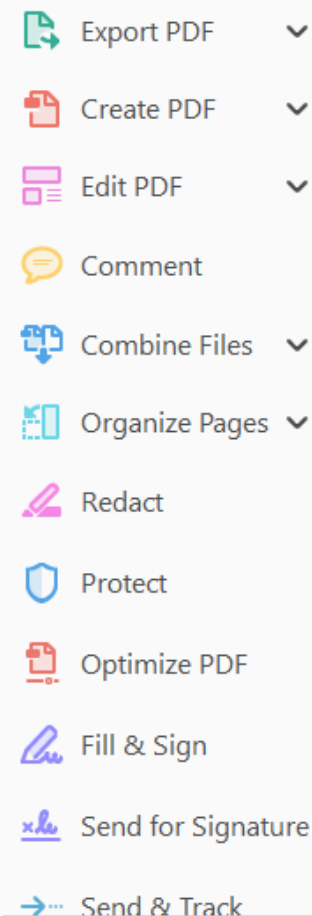 Export PDF
Create PDF
Edit PDF
Comment
Combine Files
Organize Pages
Redact
Protect
Optimize PDF
Fill & Sign
Send for Signature
Send & Track